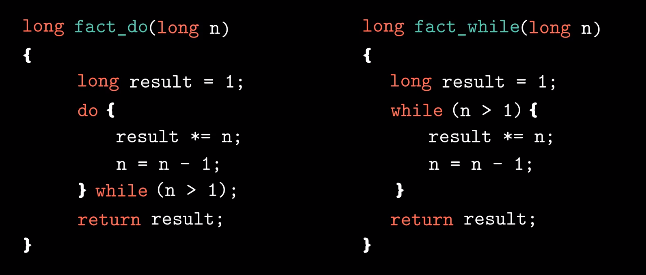 long fact_do(long n)
{
long result = 1;
do {
result *= n;
n = n - 1;
} while (n > 1);
return result;
}
long fact_while(long n)
{
long result = 1;
while (n > 1) {
result *= n;
n = n - 1;
}
return result;
}